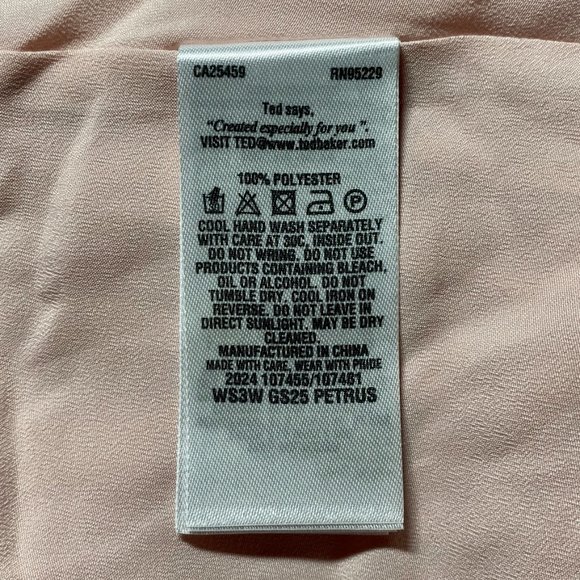 CA25459 RN95229
Ted says,
"Created especially for you".
VISIT TED@www.tedbaker.com
100% POLYESTER
COOL HAND WASH SEPARATELY
WITH CARE AT 30C, INSIDE OUT.
DO NOT WRING. DO NOT USE
PRODUCTS CONTAINING BLEACH,
OIL OR ALCOHOL. DO NOT
TUMBLE DRY. COOL IRON ON
REVERSE. DO NOT LEAVE IN
DIRECT SUNLIGHT. MAY BE DRY
CLEANED.
MANUFACTURED IN CHINA
MADE WITH CARE, WEAR WITH PRIDE
2024 107455/107481
WS3W GS25 PETRUS